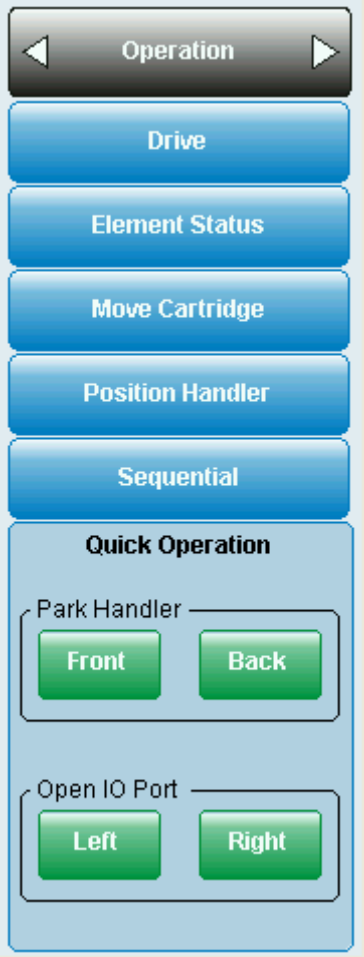 Operation
Drive
Element Status
Move Cartridge
Position Handler
Sequential
Quick Operation
Park Handler
Front Back
Open IO Port
Left Right